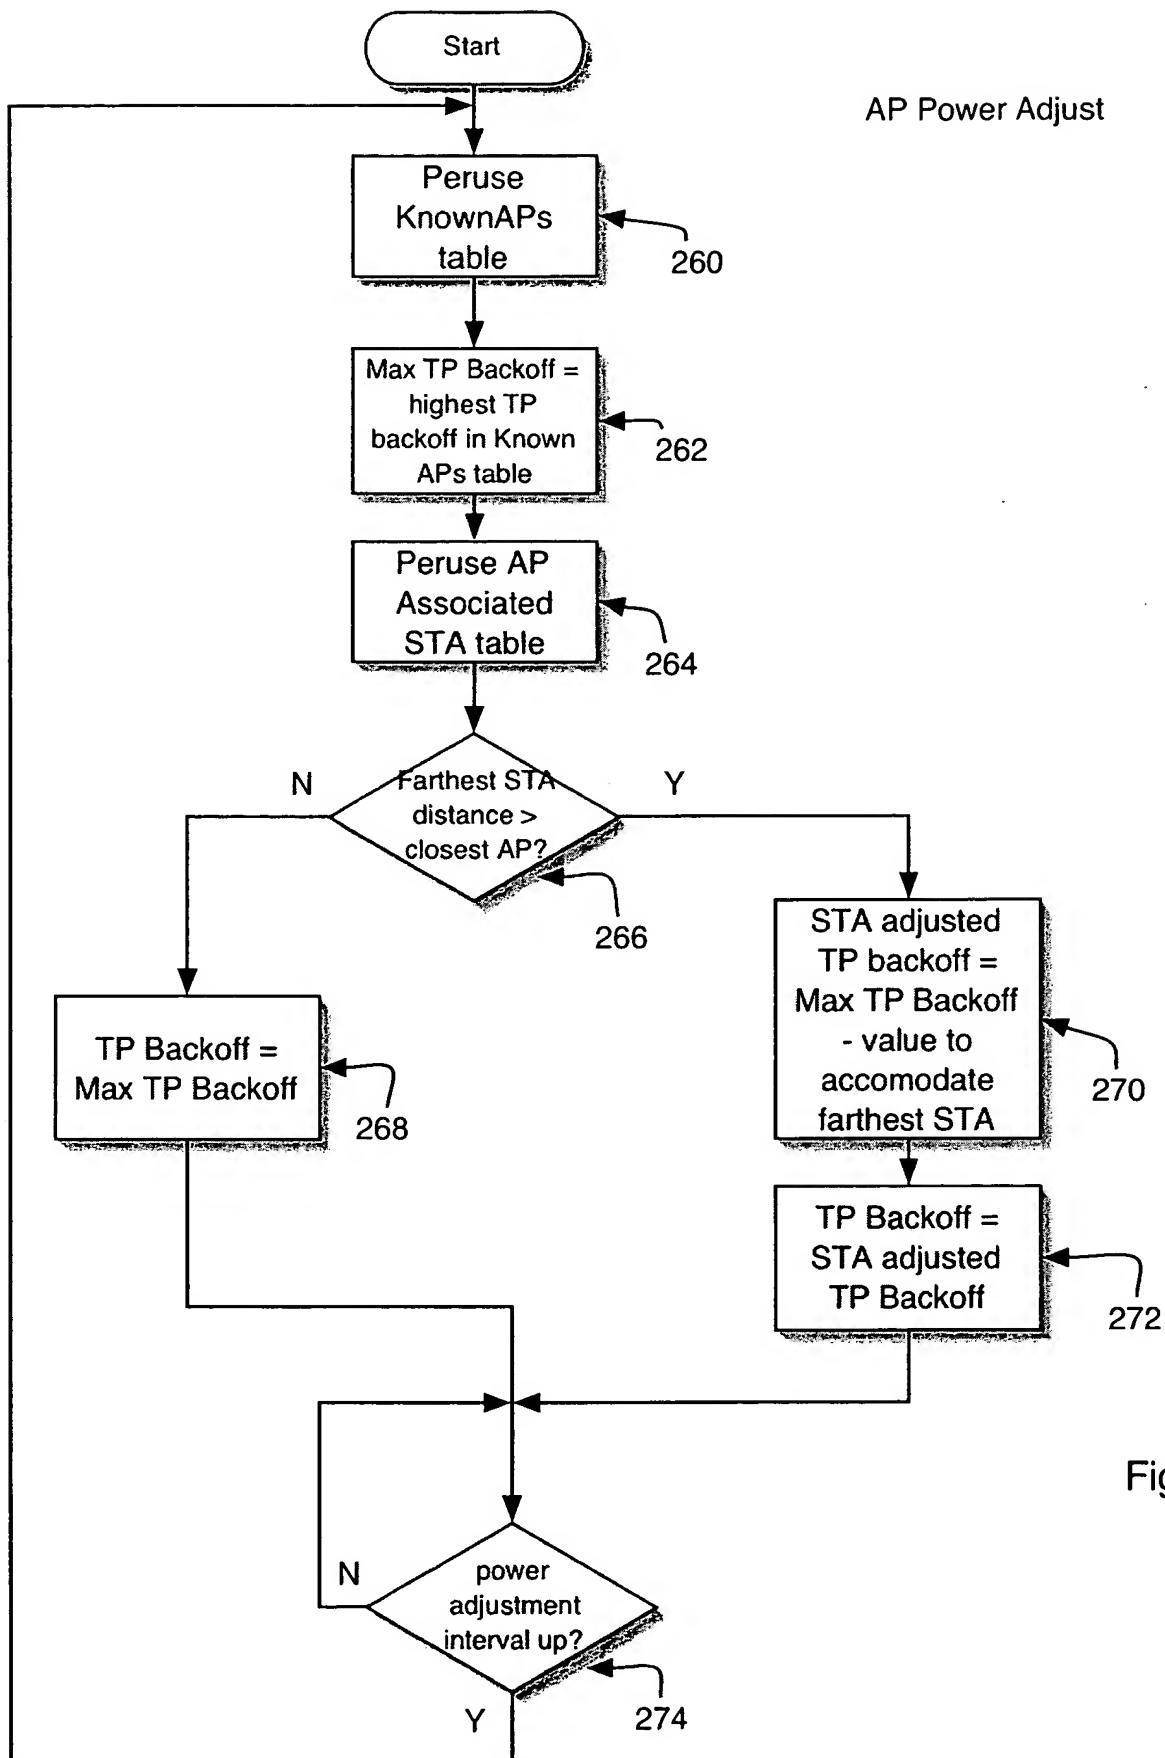 Start
AP Power Adjust
Peruse
KnownAPs
table
260
Max TP Backoff =
highest TP
backoff in Known
APs table
262
Peruse AP
Associated
STA table
264
N
Farthest STA
distance >
closest AP?
Y
266
STA adjusted
TP backoff =
Max TP Backoff
- value to
accomodate
farthest STA
270
TP Backoff =
Max TP Backoff
268
TP Backoff =
STA adjusted
TP Backoff
272
Fig
N
power
adjustment
interval up?
274
Y